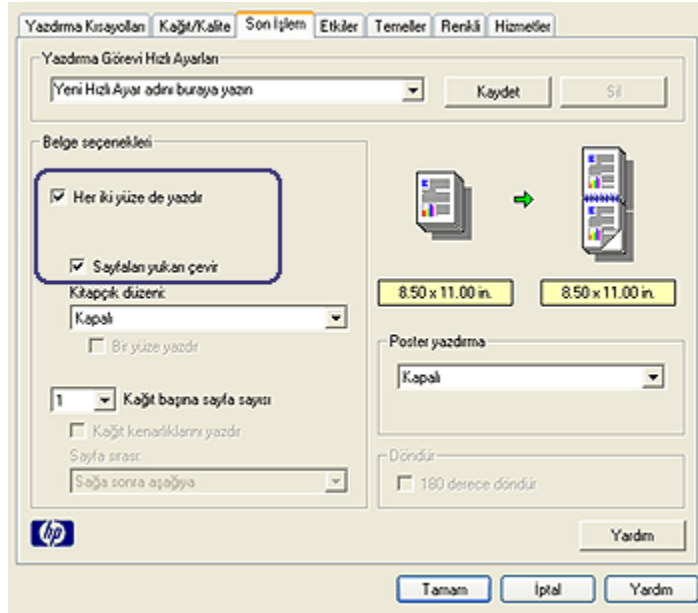 Yazdırma Kısayolları Kağıt/Kalite Son İşlem Etkiler Temeller Renkli Hizmetler
Yazdırma Görevi Hızlı Ayarları
Yeni Hızlı Ayar adını buraya yazın
Kaydet
Sil
Belge seçenekleri
Her iki yüze de yazdır
Sayfaları yukarı çevir
Kitapçık düzeni:
Kapalı
Bir yüze yazdır
1 Kağıt başına sayfa sayısı
Kağıt kenarlıklarını yazdır
Sayfa sırası:
Sağa sonra aşağıya
8.50 x 11.00 in.
8.50 x 11.00 in.
Poster yazdırma
Kapalı
Döndür
180 derece döndür
hp
Yardım
Tamam
İptal
Yardım